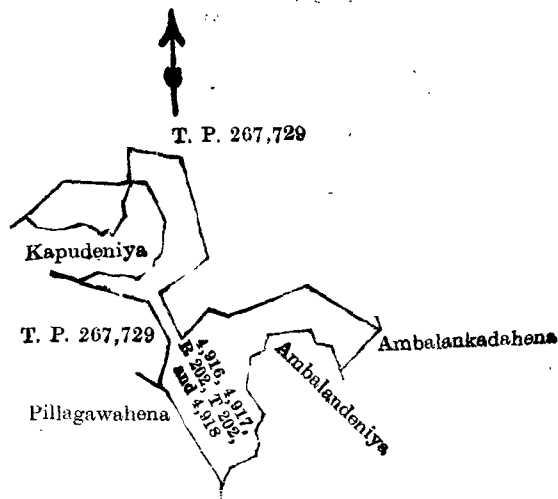 T. P. 267,729
Kapudeniya
T. P. 267,729
4,916, 4,917,
E 202, T 202,
and 4,918
Ambalankadahena
Ambalandeniya
Pillagawahena